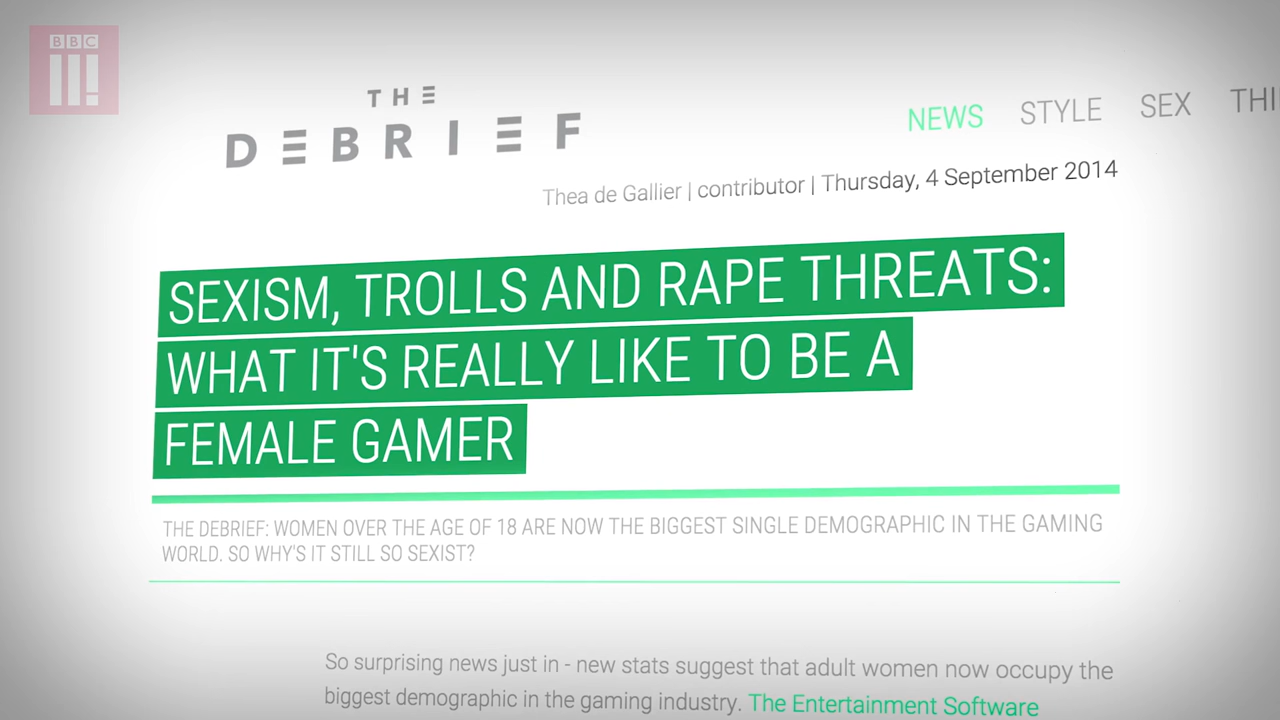 BBC
THE
DEBRIEF
NEWS STYLE SEX THI
Thea de Gallier | contributor | Thursday, 4 September 2014
SEXISM, TROLLS AND RAPE THREATS:
WHAT IT'S REALLY LIKE TO BE A
FEMALE GAMER
THE DEBRIEF: WOMEN OVER THE AGE OF 18 ARE NOW THE BIGGEST SINGLE DEMOGRAPHIC IN THE GAMING
WORLD. SO WHY'S IT STILL SO SEXIST?
So surprising news just in - new stats suggest that adult women now occupy the
biggest demographic in the gaming industry. The Entertainment Software